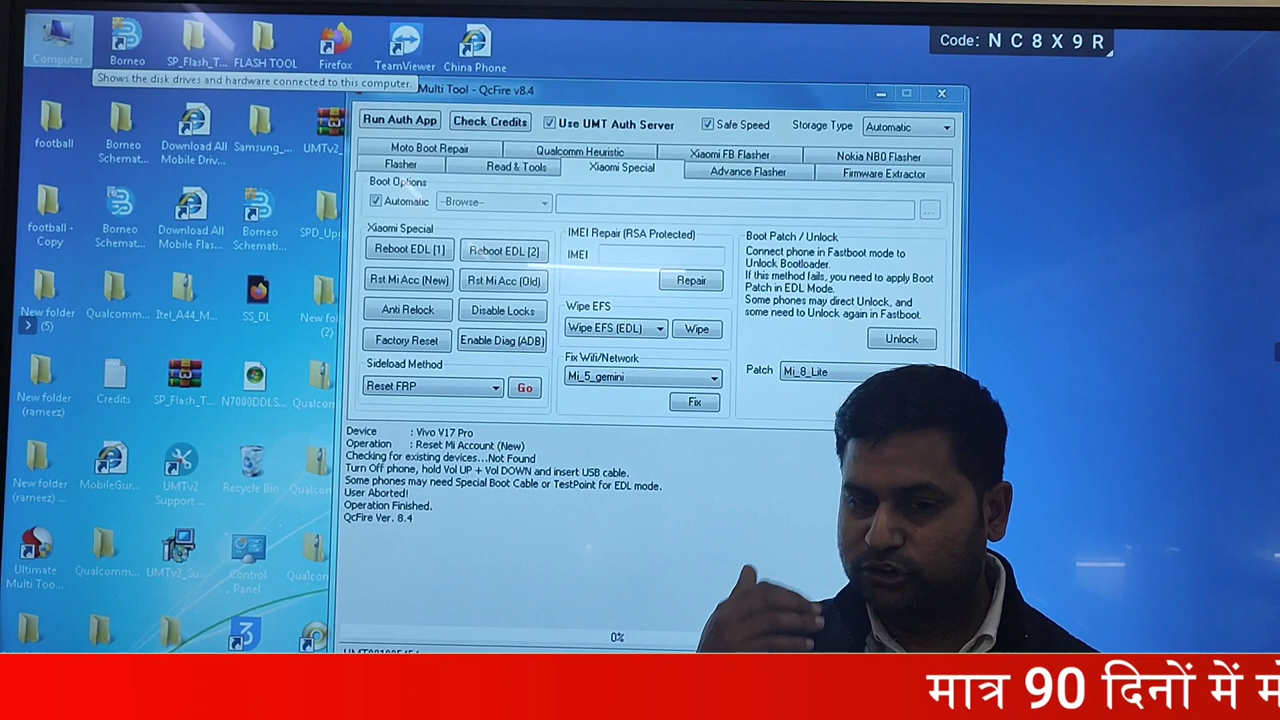 Code: N C 8 X 9 R
Computer
Borneo
SP_Flash_T...
FLASH TOOL
Firefox
TeamViewer
China Phone
Shows the disk drives and hardware connected to this computer.
Multi Tool - QcFire v8.4
Run Auth App
Check Credits
Use UMT Auth Server
Safe Speed
Storage Type
Automatic
Moto Boot Repair
Qualcomm Heuristic
Xiaomi FB Flasher
Nokia NB0 Flasher
Flasher
Read & Tools
Xiaomi Special
Advance Flasher
Firmware Extractor
Boot Options
Automatic
--Browse--
...
Xiaomi Special
Reboot EDL [1]
Reboot EDL [2]
Rst Mi Acc (New)
Rst Mi Acc (Old)
Anti Relock
Disable Locks
Factory Reset
Enable Diag (ADB)
Sideload Method
Reset FRP
Go
IMEI Repair (RSA Protected)
IMEI
Repair
Wipe EFS
Wipe EFS (EDL)
Wipe
Fix Wifi/Network
Mi_5_gemini
Fix
Boot Patch / Unlock
Connect phone in Fastboot mode to
Unlock Bootloader.
If this method fails, you need to apply Boot
Patch in EDL Mode.
Some phones may direct Unlock, and
some need to Unlock again in Fastboot.
Unlock
Patch
Mi_8_Lite
Device : Vivo V17 Pro
Operation : Reset Mi Account (New)
Checking for existing devices...Not Found
Turn Off phone, hold Vol UP + Vol DOWN and insert USB cable.
Some phones may need Special Boot Cable or TestPoint for EDL mode.
User Aborted!
Operation Finished.
QcFire Ver. 8.4
0%
football
Borneo
Schemat...
Download All
Mobile Driv...
Samsung_...
UMTv2_
football -
Copy
Borneo
Schemat...
Download All
Mobile Flas...
Borneo
Schemati...
SPD_Upg
New folder
(5)
Qualcomm...
Itel_A44_M...
SS_DL
New fo
(2)
New folder
(rameez)
Credits
SP_Flash_T...
N7000DDLS...
Qualcon
New folder
(rameez) ...
MobileGur...
UMTv2
Support ...
Recycle Bin
Qualcon
Ultimate
Multi Too...
Qualcomm...
UMTv2_Su...
Control
Panel
Qualcon
मात्र 90 दिनों में